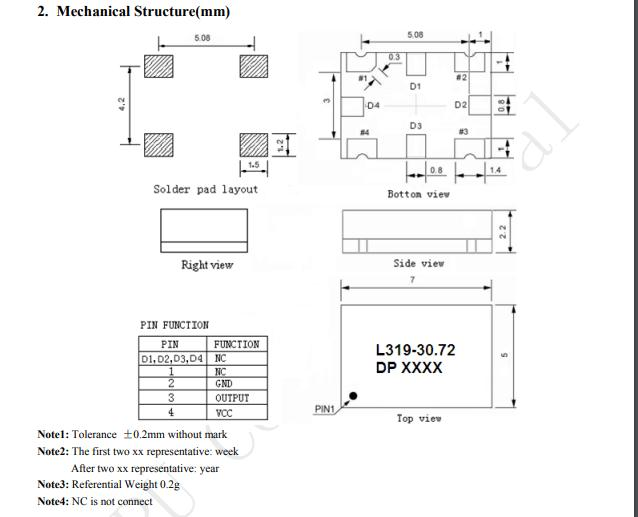 2. Mechanical Structure(mm)
5.08
4.2
1.2
1.5
Solder pad layout
5.08
1
0.3
#1
#2
1
D1
3
D4
D2
0.8
D3
#4
#3
1
0.8
1.4
Bottom view
Right view
2.2
Side view
7
L319-30.72
DP XXXX
5
PIN1
Top view
PIN FUNCTION
PIN FUNCTION
D1,D2,D3,D4 NC
1 NC
2 GND
3 OUTPUT
4 VCC
Note1: Tolerance ±0.2mm without mark
Note2: The first two xx representative: week
After two xx representative: year
Note3: Referential Weight 0.2g
Note4: NC is not connect